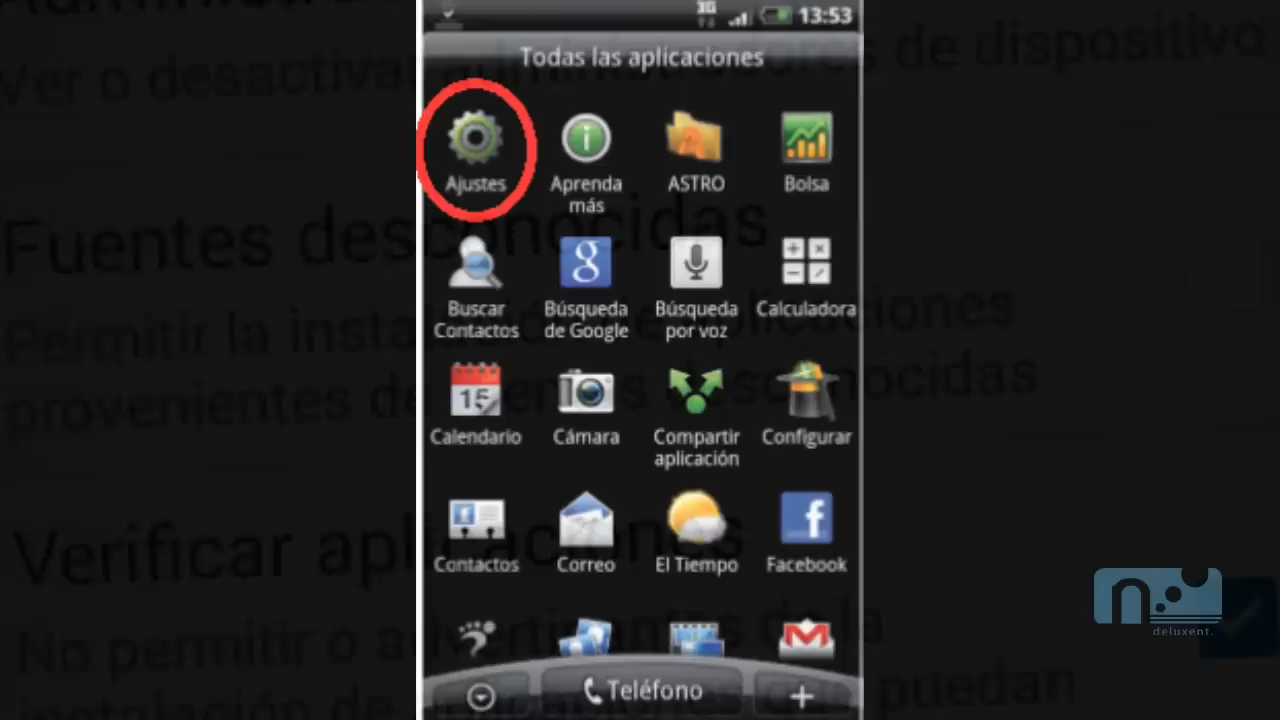 3G 13:53
Todas las aplicaciones
Ver o desactivar administradores de dispositivo
Ajustes
Aprenda
más
ASTRO
Bolsa
Fuentes desconocidas
Permitir la instalación de aplicaciones
provenientes de fuentes desconocidas
Buscar
Contactos
Búsqueda
de Google
Búsqueda
por voz
Calculadora
15
Calendario
Cámara
Compartir
aplicación
Configurar
Verificar aplicaciones
Contactos
Correo
El Tiempo
Facebook
No permitir o advertir antes de la
instalación de aplicaciones que puedan
Teléfono
n
deluxent.